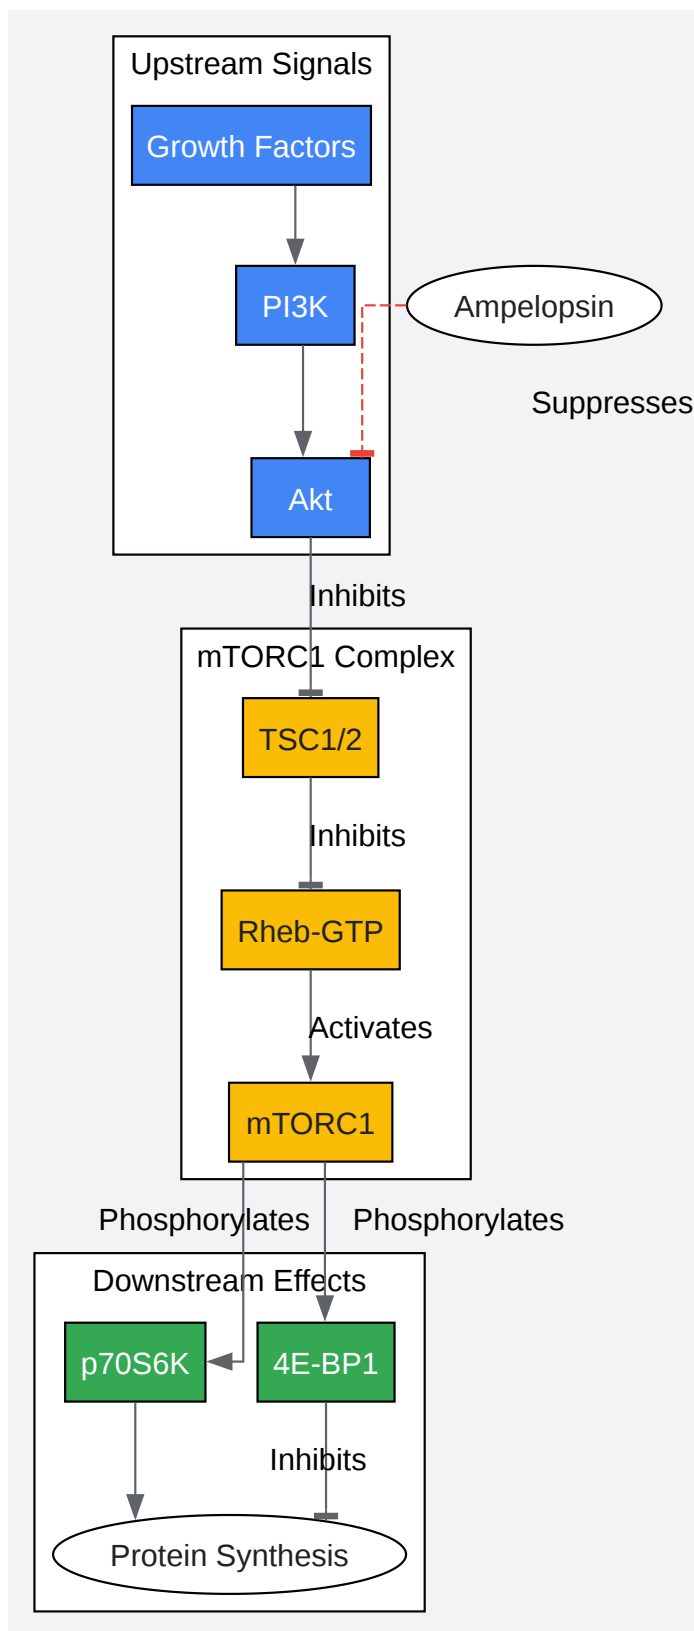 Upstream Signals
Growth Factors
PI3K
Ampelopsin
Suppresses
Akt
Inhibits
mTORC1 Complex
TSC1/2
Inhibits
Rheb-GTP
Activates
mTORC1
Phosphorylates
Phosphorylates
Downstream Effects
p70S6K
4E-BP1
Inhibits
Protein Synthesis